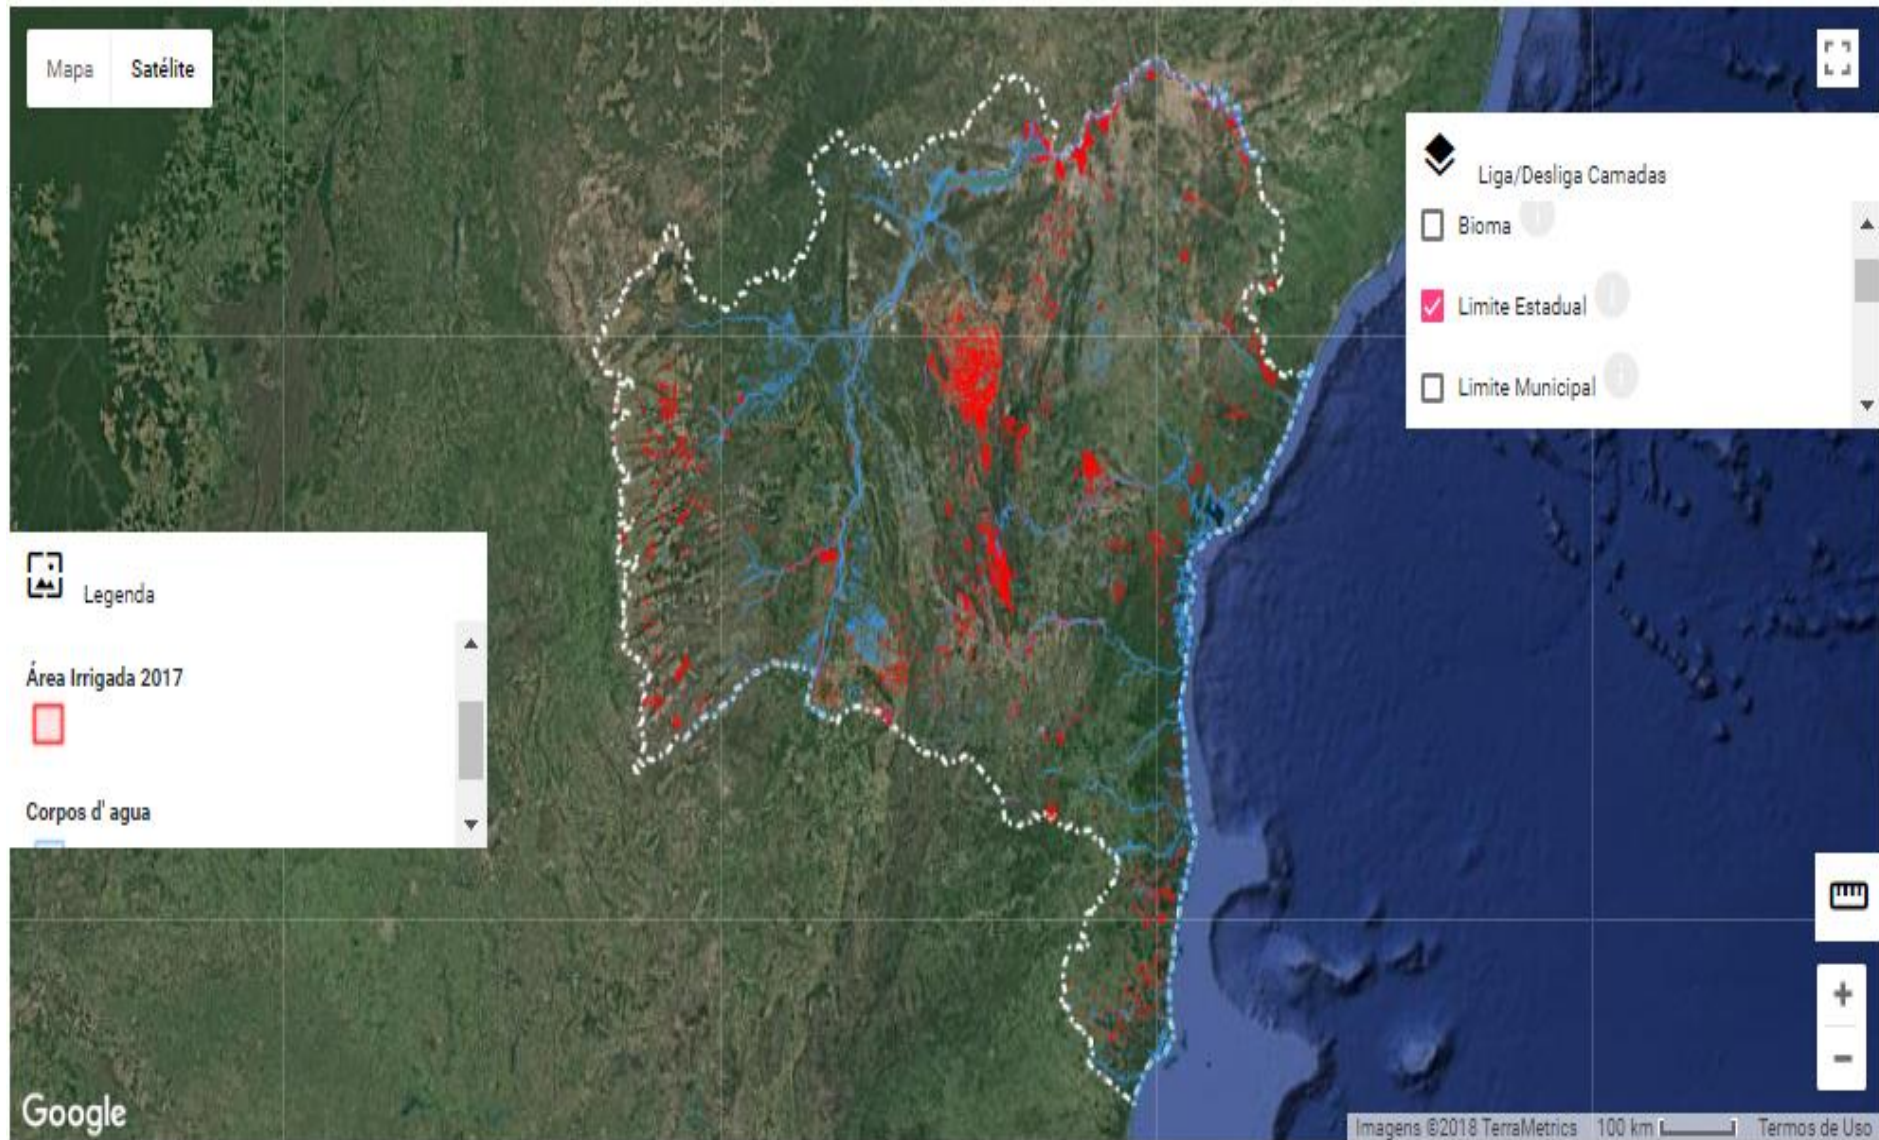 Mapa
Satélite
Liga/Desliga Camadas
Bioma
Limite Estadual
Limite Municipal
Legenda
Área Irrigada 2017
Corpos d' agua
Google
Imagens ©2018 TerraMetrics
100 km
Termos de Uso